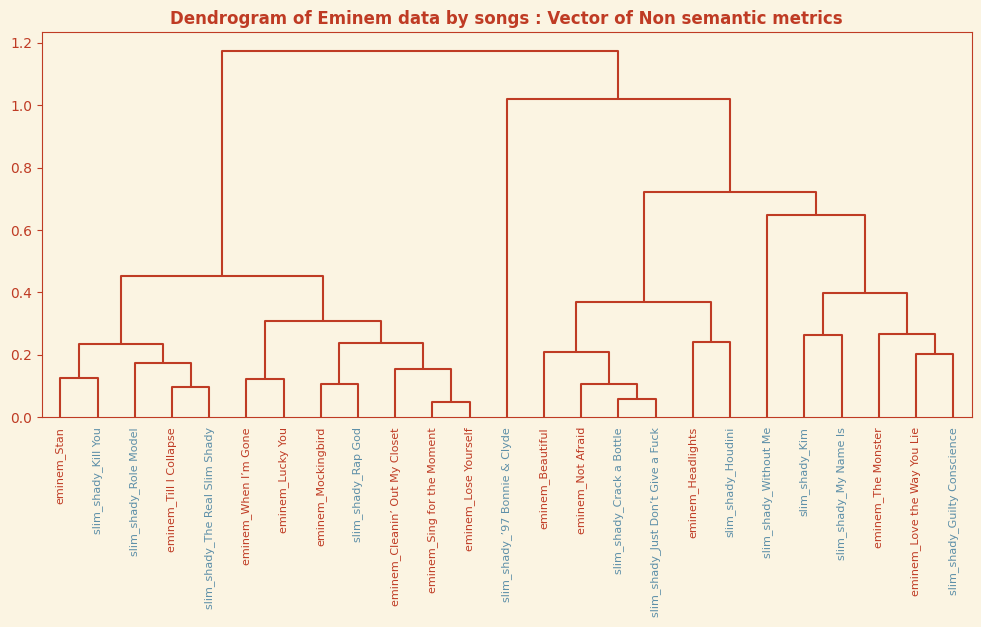 Dendrogram of Eminem data by songs : Vector of Non semantic metrics
1.2
1.0
0.8
0.6
0.4
0.2
0.0
eminem_Stan
slim_shady_Kill You
slim_shady_Role Model
eminem_Till I Collapse
slim_shady_The Real Slim Shady
eminem_When I’m Gone
eminem_Lucky You
eminem_Mockingbird
slim_shady_Rap God
eminem_Cleanin’ Out My Closet
eminem_Sing for the Moment
eminem_Lose Yourself
slim_shady_’97 Bonnie & Clyde
eminem_Beautiful
eminem_Not Afraid
slim_shady_Crack a Bottle
slim_shady_Just Don’t Give a Fuck
eminem_Headlights
slim_shady_Houdini
slim_shady_Without Me
slim_shady_Kim
slim_shady_My Name Is
eminem_The Monster
eminem_Love the Way You Lie
slim_shady_Guilty Conscience